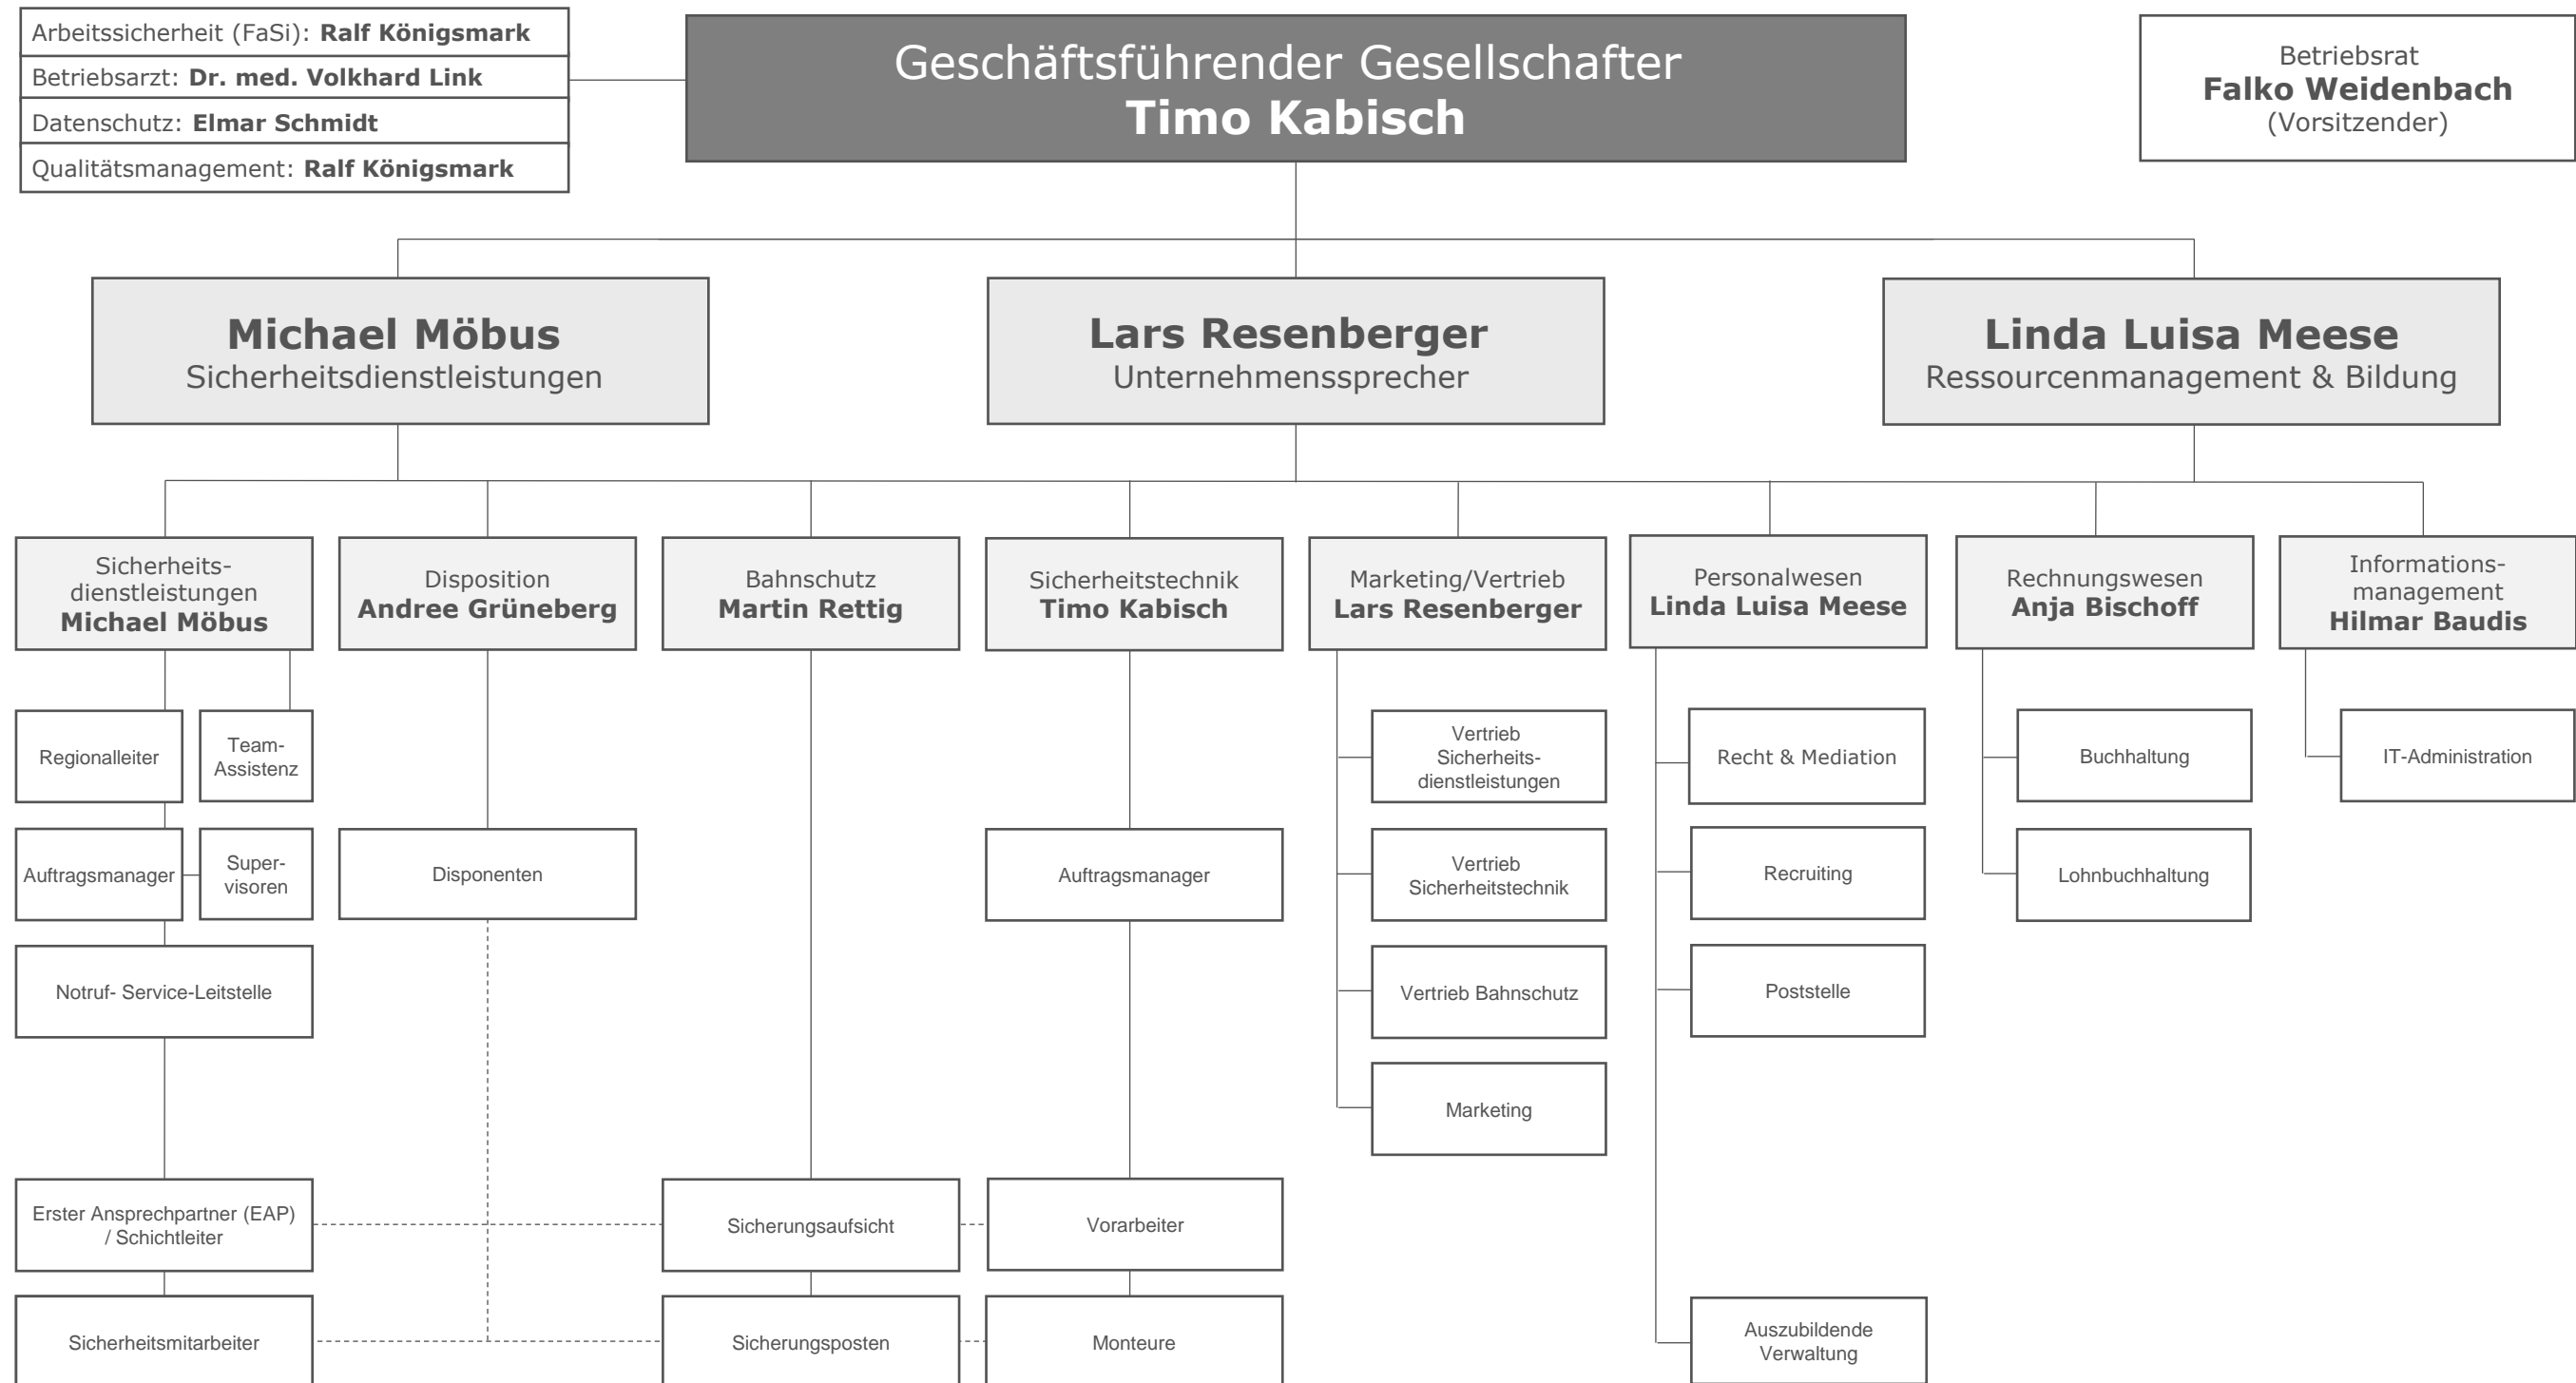 Arbeitssicherheit (FaSi): Ralf Königsmark
Betriebsarzt: Dr. med. Volkhard Link
Datenschutz: Elmar Schmidt
Qualitätsmanagement: Ralf Königsmark
Geschäftsführender Gesellschafter
Timo Kabisch
Betriebsrat
Falko Weidenbach
(Vorsitzender)
Michael Möbus
Sicherheitsdienstleistungen
Lars Resenberger
Unternehmenssprecher
Linda Luisa Meese
Ressourcenmanagement & Bildung
Sicherheits-
dienstleistungen
Michael Möbus
Disposition
Andree Grüneberg
Bahnschutz
Martin Rettig
Sicherheitstechnik
Timo Kabisch
Marketing/Vertrieb
Lars Resenberger
Personalwesen
Linda Luisa Meese
Rechnungswesen
Anja Bischoff
Informations-
management
Hilmar Baudis
Regionalleiter
Team-
Assistenz
Vertrieb
Sicherheits-
dienstleistungen
Recht & Mediation
Buchhaltung
IT-Administration
Auftragsmanager
Super-
visoren
Disponenten
Auftragsmanager
Vertrieb
Sicherheitstechnik
Recruiting
Lohnbuchhaltung
Notruf- Service-Leitstelle
Vertrieb Bahnschutz
Poststelle
Marketing
Erster Ansprechpartner (EAP)
/ Schichtleiter
Sicherungsaufsicht
Vorarbeiter
Sicherheitsmitarbeiter
Sicherungsposten
Monteure
Auszubildende
Verwaltung